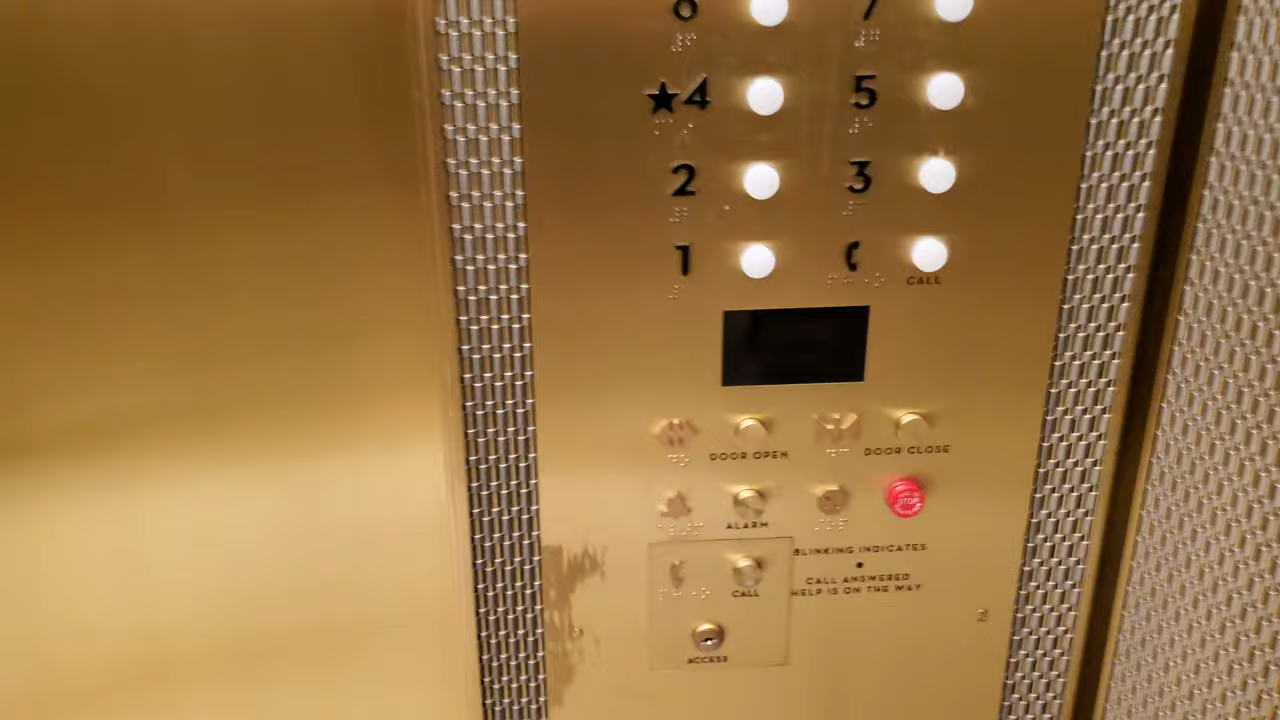 6 7
★4 5
2 3
1
CALL
DOOR OPEN DOOR CLOSE
STOP
ALARM
BLINKING INDICATES
CALL ANSWERED
HELP IS ON THE WAY
CALL
ACCESS